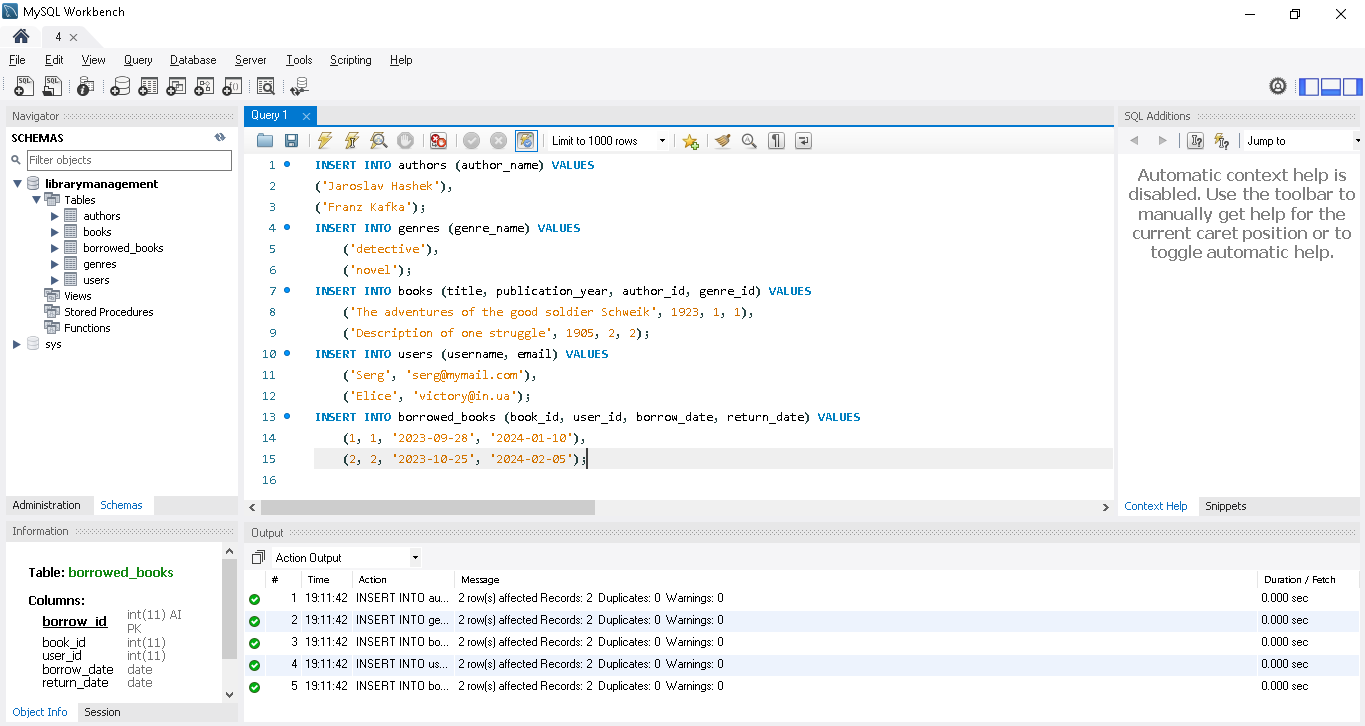 MySQL Workbench
4
File Edit View Query Database Server Tools Scripting Help
Navigator
SCHEMAS
Filter objects
librarymanagement
Tables
authors
books
borrowed_books
genres
users
Views
Stored Procedures
Functions
sys
Administration Schemas
Information
Table: borrowed_books
Columns:
borrow_id int(11) AI
PK
book_id int(11)
user_id int(11)
borrow_date date
return_date date
Object Info Session
Query 1
Limit to 1000 rows
1 INSERT INTO authors (author_name) VALUES
2 ('Jaroslav Hashek'),
3 ('Franz Kafka');
4 INSERT INTO genres (genre_name) VALUES
5 ('detective'),
6 ('novel');
7 INSERT INTO books (title, publication_year, author_id, genre_id) VALUES
8 ('The adventures of the good soldier Schweik', 1923, 1, 1),
9 ('Description of one struggle', 1905, 2, 2);
10 INSERT INTO users (username, email) VALUES
11 ('Serg', 'serg@mymail.com'),
12 ('Elice', 'victory@in.ua');
13 INSERT INTO borrowed_books (book_id, user_id, borrow_date, return_date) VALUES
14 (1, 1, '2023-09-28', '2024-01-10'),
15 (2, 2, '2023-10-25', '2024-02-05');
16
SQL Additions
Jump to
Automatic context help is
disabled. Use the toolbar to
manually get help for the
current caret position or to
toggle automatic help.
Context Help Snippets
Output
Action Output
# Time Action Message Duration / Fetch
1 19:11:42 INSERT INTO au... 2 row(s) affected Records: 2 Duplicates: 0 Warnings: 0 0.000 sec
2 19:11:42 INSERT INTO ge... 2 row(s) affected Records: 2 Duplicates: 0 Warnings: 0 0.000 sec
3 19:11:42 INSERT INTO bo... 2 row(s) affected Records: 2 Duplicates: 0 Warnings: 0 0.000 sec
4 19:11:42 INSERT INTO us... 2 row(s) affected Records: 2 Duplicates: 0 Warnings: 0 0.000 sec
5 19:11:42 INSERT INTO bo... 2 row(s) affected Records: 2 Duplicates: 0 Warnings: 0 0.000 sec